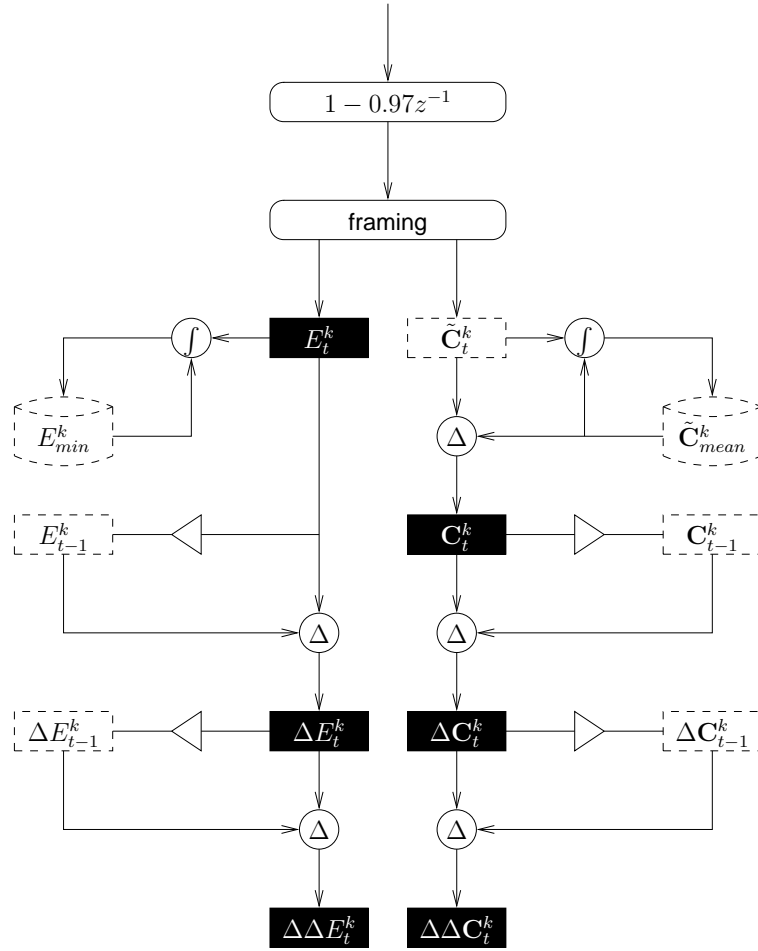 1 − 0.97z⁻¹
framing
∫ E_t^k C̃_t^k ∫
E_{min}^k Δ C̃_{mean}^k
E_{t−1}^k C_t^k C_{t−1}^k
Δ Δ
ΔE_{t−1}^k ΔE_t^k ΔC_t^k ΔC_{t−1}^k
Δ Δ
ΔΔE_t^k ΔΔC_t^k